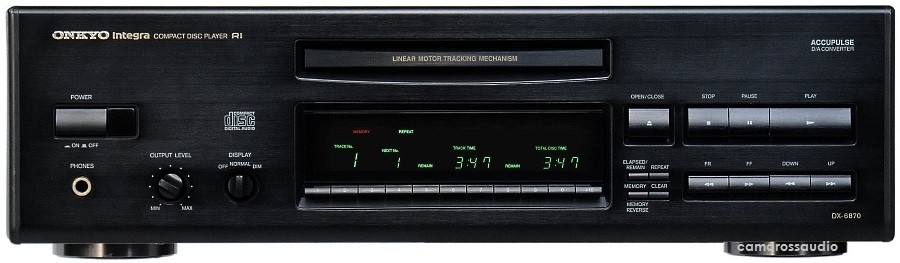 ONKYO Integra COMPACT DISC PLAYER RI
ACCUPULSE
D/A CONVERTER
LINEAR MOTOR TRACKING MECHANISM
POWER
ON OFF
PHONES
disc
DIGITAL AUDIO
OUTPUT LEVEL
MIN MAX
DISPLAY
OFF NORMAL DIM
MEMORY REPEAT
TRACK No. NEXT No. TRACK TIME TOTAL DISC TIME
1 1 REMAIN 3:47 REMAIN 3:47
OPEN/CLOSE STOP PAUSE PLAY
ELAPSED/
REMAIN REPEAT
MEMORY CLEAR
MEMORY
REVERSE
FR FF DOWN UP
DX-6870
camcrossaudio